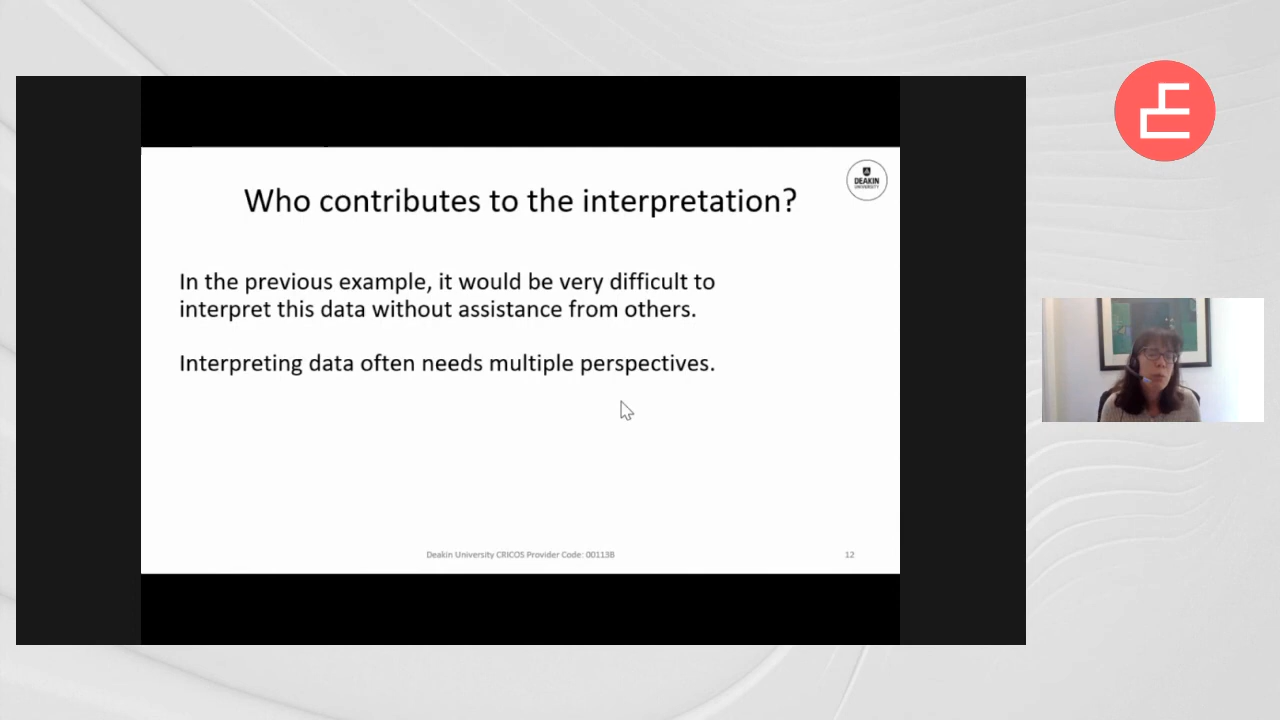 DEAKIN
UNIVERSITY
Who contributes to the interpretation?
In the previous example, it would be very difficult to
interpret this data without assistance from others.
Interpreting data often needs multiple perspectives.
Deakin University CRICOS Provider Code: 00113B
12